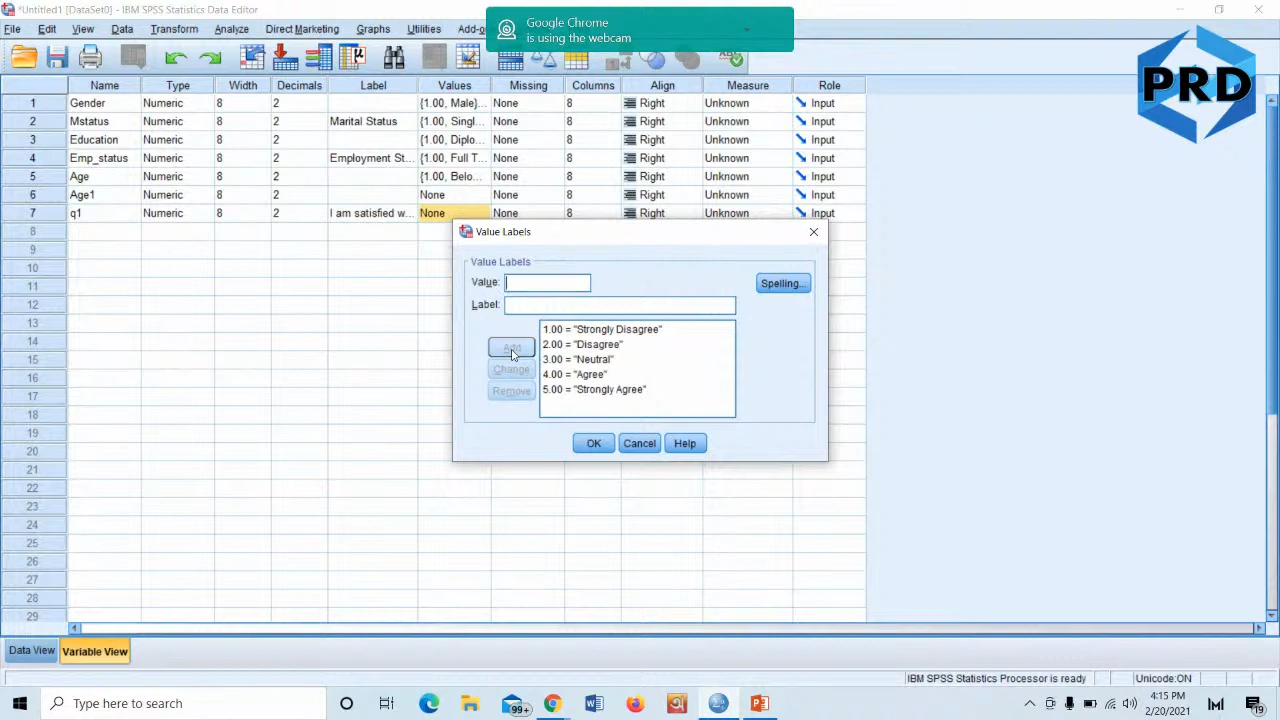 *Untitled1 [DataSet0] - IBM SPSS Statistics Data Editor
Google Chrome
is using the webcam
File Edit View Data Transform Analyze Direct Marketing Graphs Utilities Add-o
PRD
Name Type Width Decimals Label Values Missing Columns Align Measure Role
1 Gender Numeric 8 2 {1.00, Male}... None 8 Right Unknown Input
2 Mstatus Numeric 8 2 Marital Status {1.00, Singl... None 8 Right Unknown Input
3 Education Numeric 8 2 {1.00, Diplo... None 8 Right Unknown Input
4 Emp_status Numeric 8 2 Employment St... {1.00, Full T... None 8 Right Unknown Input
5 Age Numeric 8 2 {1.00, Belo... None 8 Right Unknown Input
6 Age1 Numeric 8 2 None None 8 Right Unknown Input
7 q1 Numeric 8 2 I am satisfied w... None None 8 Right Unknown Input
8
9
10
11
12
13
14
15
16
17
18
19
20
21
22
23
24
25
26
27
28
29
Value Labels
Value Labels
Value:
Spelling...
Label:
1.00 = "Strongly Disagree"
2.00 = "Disagree"
3.00 = "Neutral"
4.00 = "Agree"
5.00 = "Strongly Agree"
Add
Change
Remove
OK Cancel Help
Data View Variable View
IBM SPSS Statistics Processor is ready Unicode:ON
Type here to search
99+
4:15 PM
2/20/2021
19